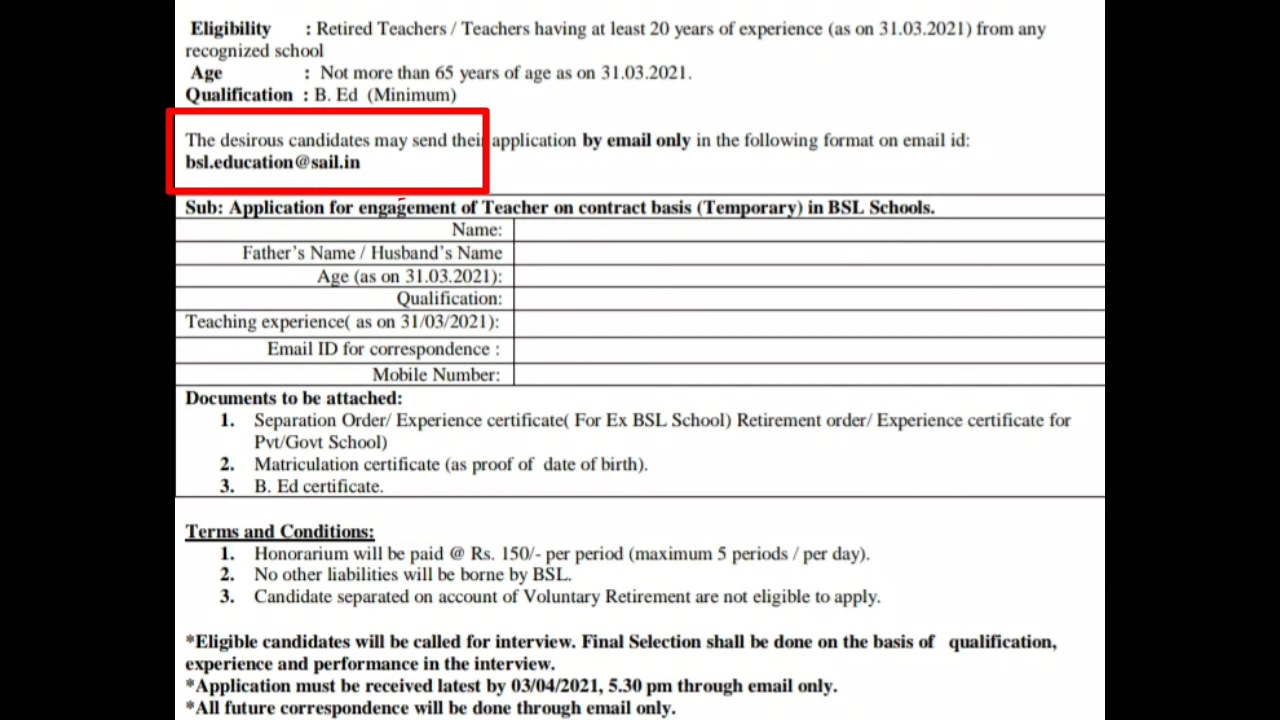 Eligibility : Retired Teachers / Teachers having at least 20 years of experience (as on 31.03.2021) from any
recognized school
Age : Not more than 65 years of age as on 31.03.2021.
Qualification : B. Ed (Minimum)
The desirous candidates may send their application by email only in the following format on email id:
bsl.education@sail.in
Sub: Application for engagement of Teacher on contract basis (Temporary) in BSL Schools.
Name:
Father's Name / Husband's Name
Age (as on 31.03.2021):
Qualification:
Teaching experience( as on 31/03/2021):
Email ID for correspondence :
Mobile Number:
Documents to be attached:
1. Separation Order/ Experience certificate( For Ex BSL School) Retirement order/ Experience certificate for
Pvt/Govt School)
2. Matriculation certificate (as proof of date of birth).
3. B. Ed certificate.
Terms and Conditions:
1. Honorarium will be paid @ Rs. 150/- per period (maximum 5 periods / per day).
2. No other liabilities will be borne by BSL.
3. Candidate separated on account of Voluntary Retirement are not eligible to apply.
*Eligible candidates will be called for interview. Final Selection shall be done on the basis of qualification,
experience and performance in the interview.
*Application must be received latest by 03/04/2021, 5.30 pm through email only.
*All future correspondence will be done through email only.